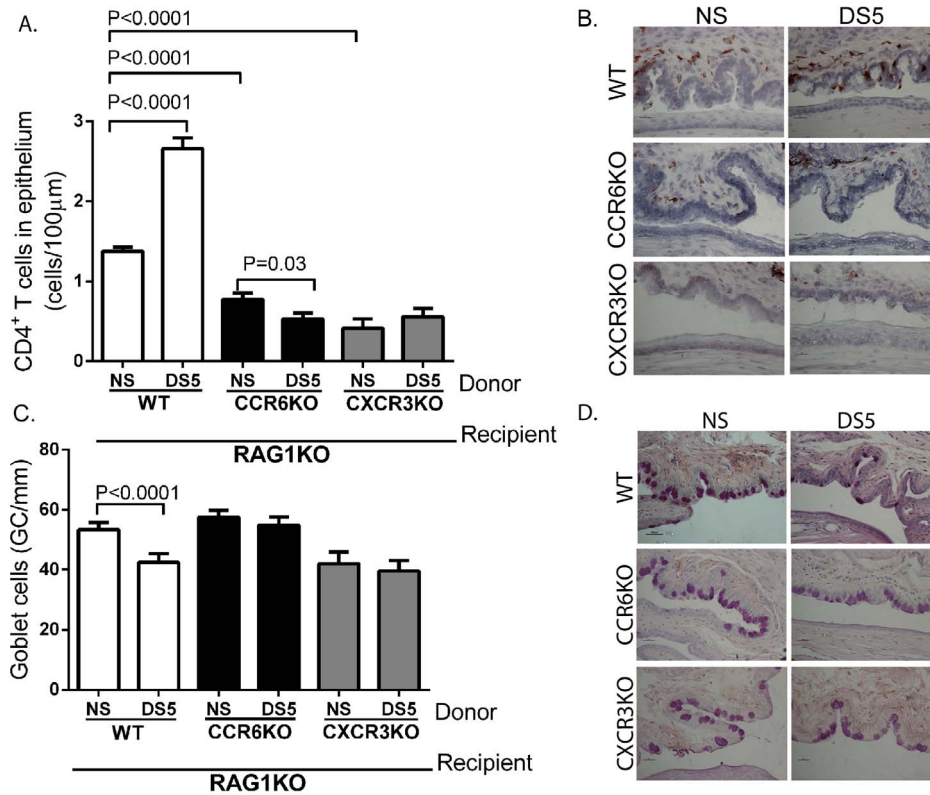 A.
P<0.0001
P<0.0001
P<0.0001
CD4⁺ T cells in epithelium
(cells/100µm)
3
2
1
0
P=0.03
NS DS5 NS DS5 NS DS5 Donor
WT CCR6KO CXCR3KO
Recipient
RAG1KO
B.
NS DS5
WT
CCR6KO
CXCR3KO
C.
Goblet cells (GC/mm)
80
60
40
20
0
P<0.0001
NS DS5 NS DS5 NS DS5 Donor
WT CCR6KO CXCR3KO
Recipient
RAG1KO
D.
NS DS5
WT
CCR6KO
CXCR3KO